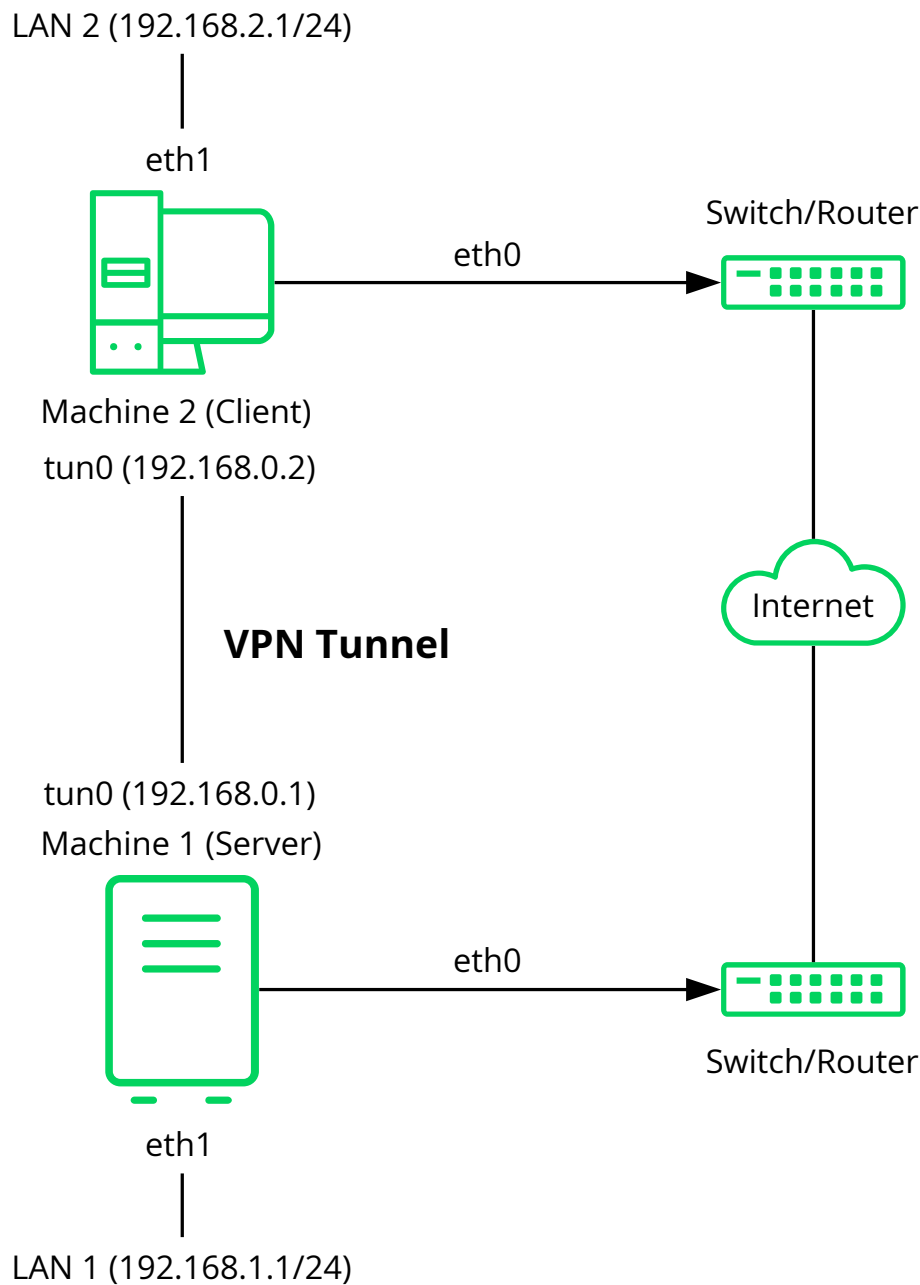 LAN 2 (192.168.2.1/24)
eth1
Switch/Router
eth0
Machine 2 (Client)
tun0 (192.168.0.2)
Internet
VPN Tunnel
tun0 (192.168.0.1)
Machine 1 (Server)
eth0
Switch/Router
eth1
LAN 1 (192.168.1.1/24)